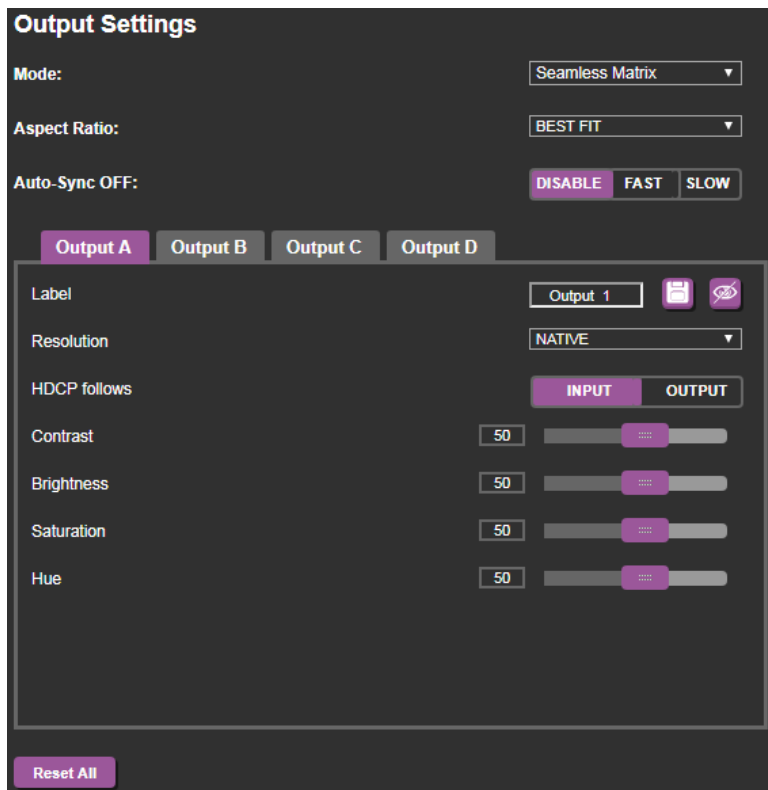 Output Settings
Mode: Seamless Matrix
Aspect Ratio: BEST FIT
Auto-Sync OFF: DISABLE FAST SLOW
Output A Output B Output C Output D
Label Output 1
Resolution NATIVE
HDCP follows INPUT OUTPUT
Contrast 50
Brightness 50
Saturation 50
Hue 50
Reset All